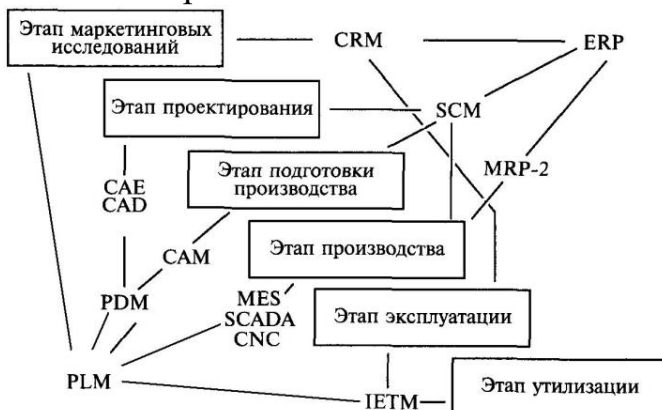 Этап маркетинговых
исследований
CRM
ERP
Этап проектирования
SCM
Этап подготовки
производства
MRP-2
CAE
CAD
CAM
Этап производства
PDM
MES
SCADA
CNC
Этап эксплуатации
PLM
IETM
Этап утилизации